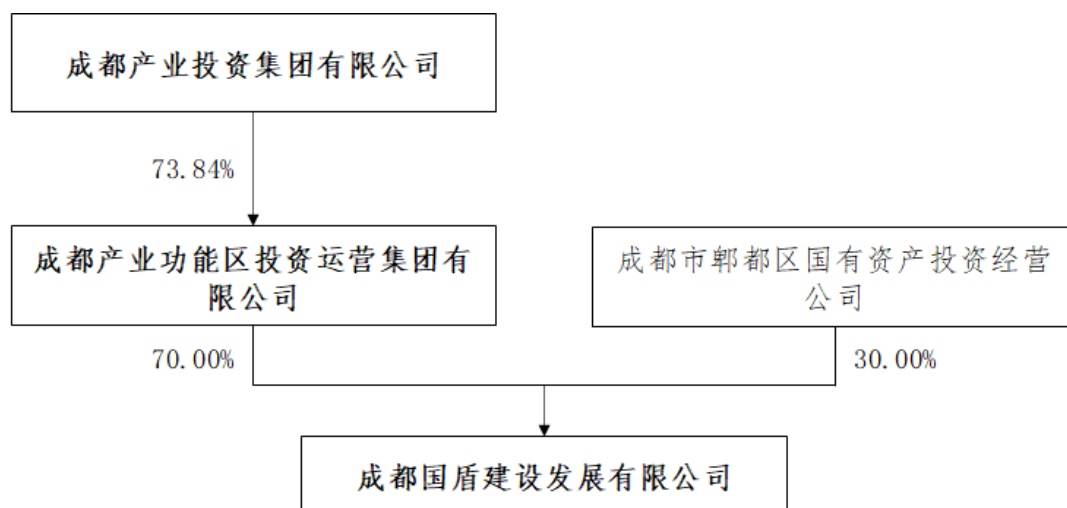 成都产业投资集团有限公司
73.84%
成都产业功能区投资运营集团有
限公司
成都市郫都区国有资产投资经营
公司
70.00%
30.00%
成都国盾建设发展有限公司